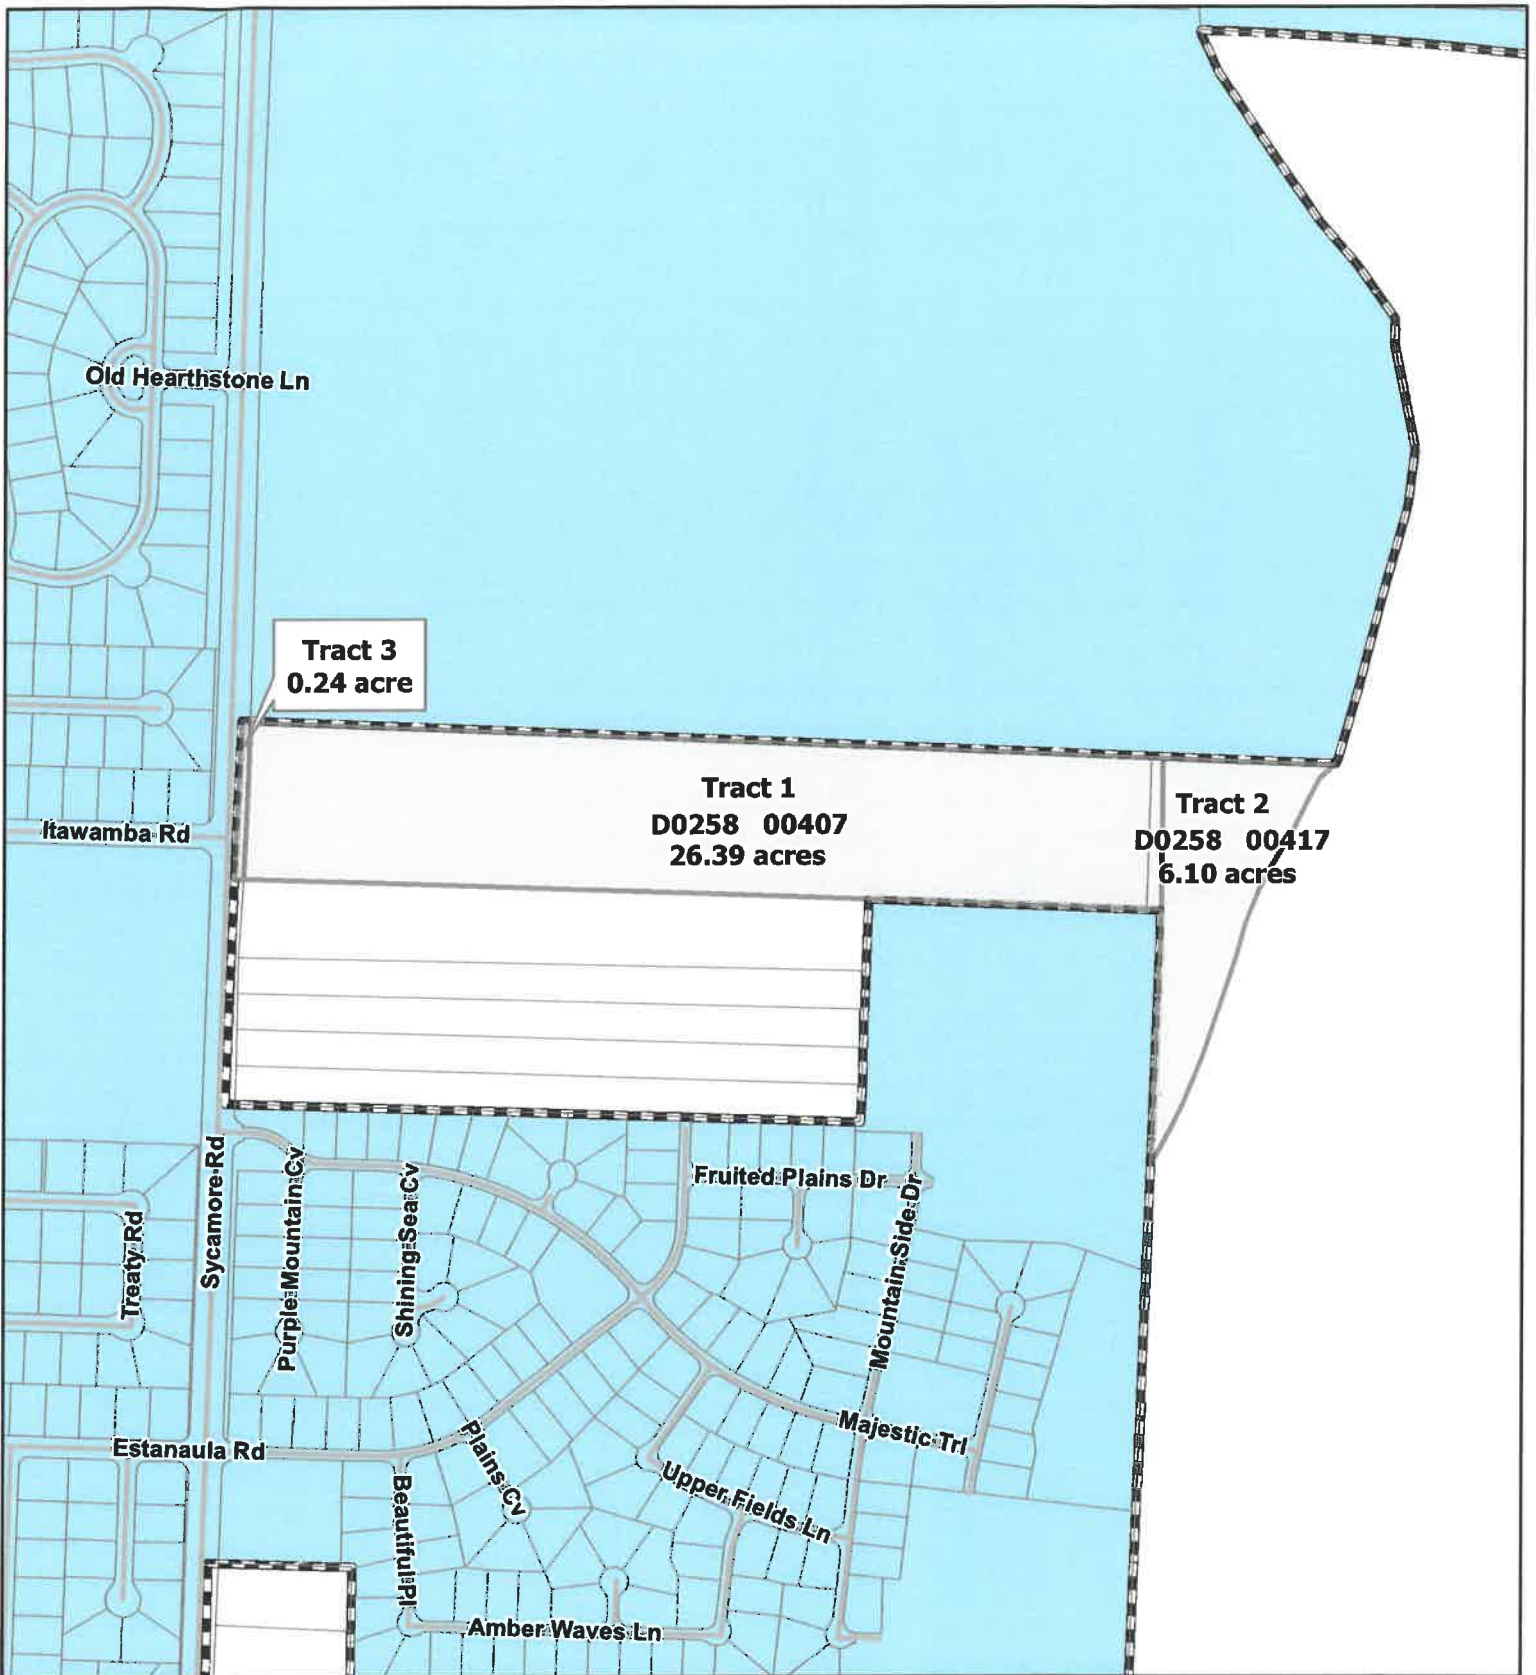 Old Hearthstone Ln
Tract 3
0.24 acre
Tract 1
D0258 00407
26.39 acres
Tract 2
D0258 00417
6.10 acres
Itawamba Rd
Sycamore Rd
Treaty Rd
Purple Mountain Cv
Shining Sea Cv
Fruited Plains Dr
Mountain Side Dr
Majestic Trl
Estanaula Rd
Plains Cv
Upper Fields Ln
Beautiful Pl
Amber Waves Ln